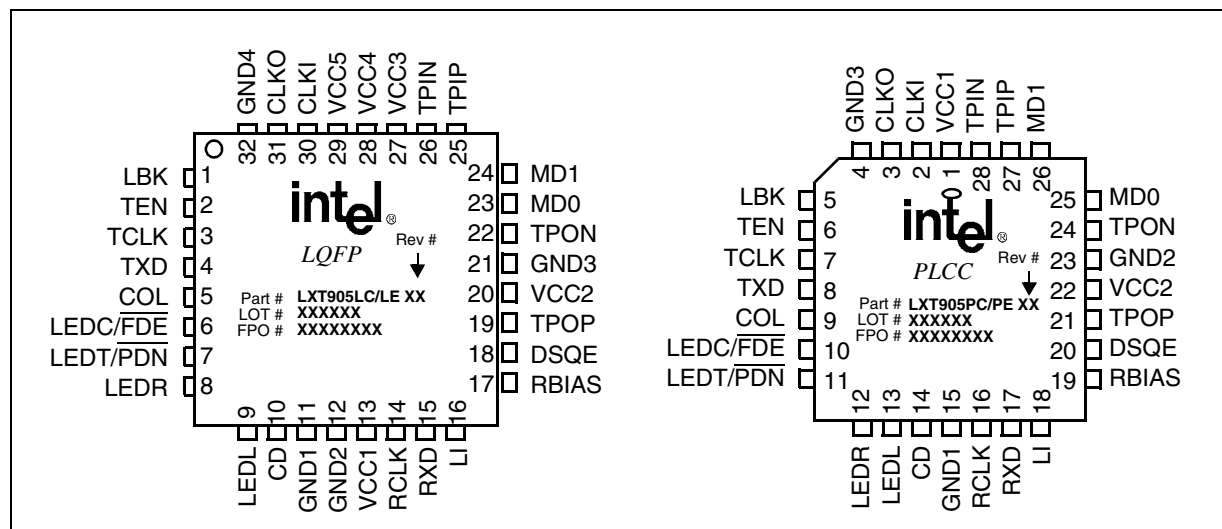 GND4
CLKO
CLKI
VCC5
VCC4
VCC3
TPIN
TPIP
32
31
30
29
28
27
26
25
LBK 1
TEN 2
TCLK 3
TXD 4
COL 5
LEDC/FDE 6
LEDT/PDN 7
LEDR 8
intel®
LQFP
Rev #
Part # LXT905LC/LE XX
LOT # XXXXXX
FPO # XXXXXXXX
24 MD1
23 MD0
22 TPON
21 GND3
20 VCC2
19 TPOP
18 DSQE
17 RBIAS
9
10
11
12
13
14
15
16
LEDL
CD
GND1
GND2
VCC1
RCLK
RXD
LI
GND3
CLKO
CLKI
VCC1
TPIN
TPIP
MD1
4
3
2
1
28
27
26
LBK 5
TEN 6
TCLK 7
TXD 8
COL 9
LEDC/FDE 10
LEDT/PDN 11
intel®
PLCC
Rev #
Part # LXT905PC/PE XX
LOT # XXXXXX
FPO # XXXXXXXX
25 MD0
24 TPON
23 GND2
22 VCC2
21 TPOP
20 DSQE
19 RBIAS
12
13
14
15
16
17
18
LEDR
LEDL
CD
GND1
RCLK
RXD
LI